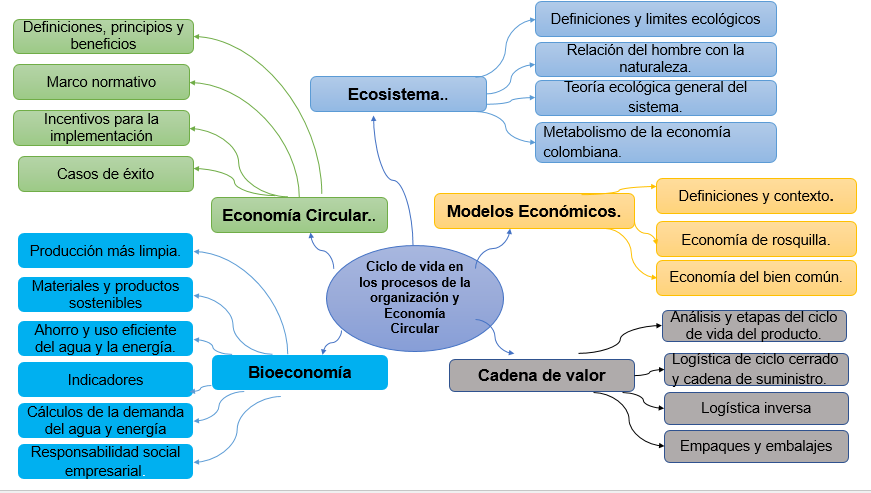 Definiciones, principios y
beneficios
Marco normativo
Incentivos para la
implementación
Casos de éxito
Economía Circular..
Ecosistema..
Definiciones y limites ecológicos
Relación del hombre con la
naturaleza.
Teoría ecológica general del
sistema.
Metabolismo de la economía
colombiana.
Modelos Económicos.
Definiciones y contexto.
Economía de rosquilla.
Economía del bien común.
Ciclo de vida en
los procesos de la
organización y
Economía
Circular
Producción más limpia.
Materiales y productos
sostenibles
Ahorro y uso eficiente
del agua y la energía.
Indicadores
Cálculos de la demanda
del agua y energía
Responsabilidad social
empresarial.
Bioeconomía
Cadena de valor
Análisis y etapas del ciclo
de vida del producto.
Logística de ciclo cerrado
y cadena de suministro.
Logística inversa
Empaques y embalajes